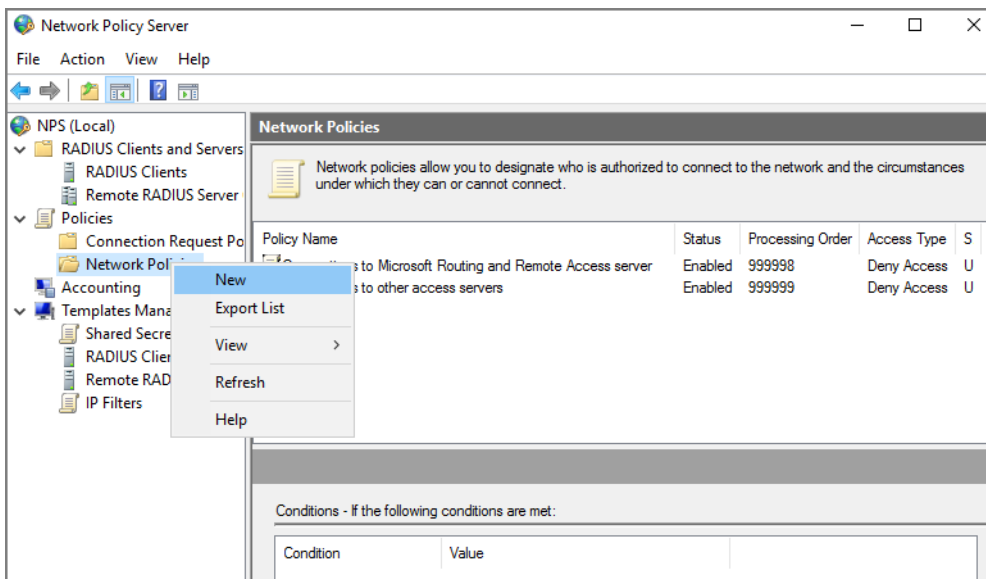 Network Policy Server
File Action View Help
NPS (Local)
RADIUS Clients and Servers
RADIUS Clients
Remote RADIUS Server
Policies
Connection Request Po
Network Poli
Accounting
Templates Mana
Shared Secre
RADIUS Clien
Remote RAD
IP Filters
New
Export List
View
Refresh
Help
Network Policies
Network policies allow you to designate who is authorized to connect to the network and the circumstances
under which they can or cannot connect.
Policy Name Status Processing Order Access Type S
s to Microsoft Routing and Remote Access server Enabled 999998 Deny Access U
s to other access servers Enabled 999999 Deny Access U
Conditions - If the following conditions are met:
Condition Value